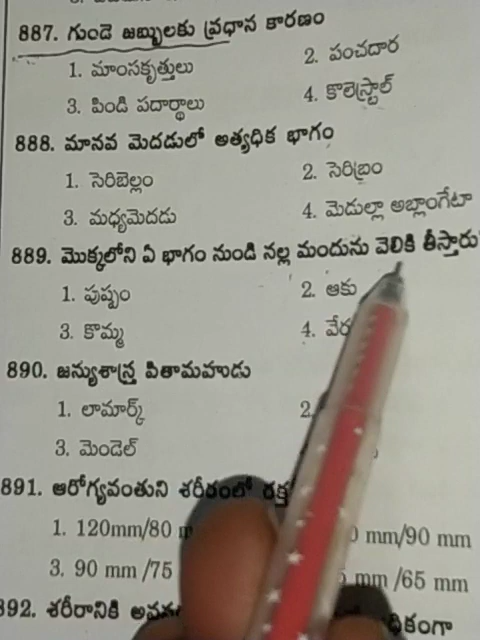 887. గుండె జబ్బులకు ప్రధాన కారణం
1. మాంసకృత్తులు 2. పంచదార
3. పిండి పదార్థాలు 4. కొలెస్ట్రాల్
888. మానవ మెదడులో అత్యధిక భాగం
1. సెరిబెల్లం 2. సెరిబ్రం
3. మధ్యమెదడు 4. మెడుల్లా అబ్లాంగేటా
889. మొక్కలోని ఏ భాగం నుండి నల్ల మందును వెలికి తీస్తారు
1. పుష్పం 2. ఆకు
3. కొమ్మ 4.
890. జన్యుశాస్త్ర పితామహుడు
1. లామార్క్ 2.
3. మెండెల్
891. ఆరోగ్యవంతుని శరీరంలో
1. 120mm/80 mm/90 mm
3. 90 mm /75 mm /65 mm
892. శరీరానికి